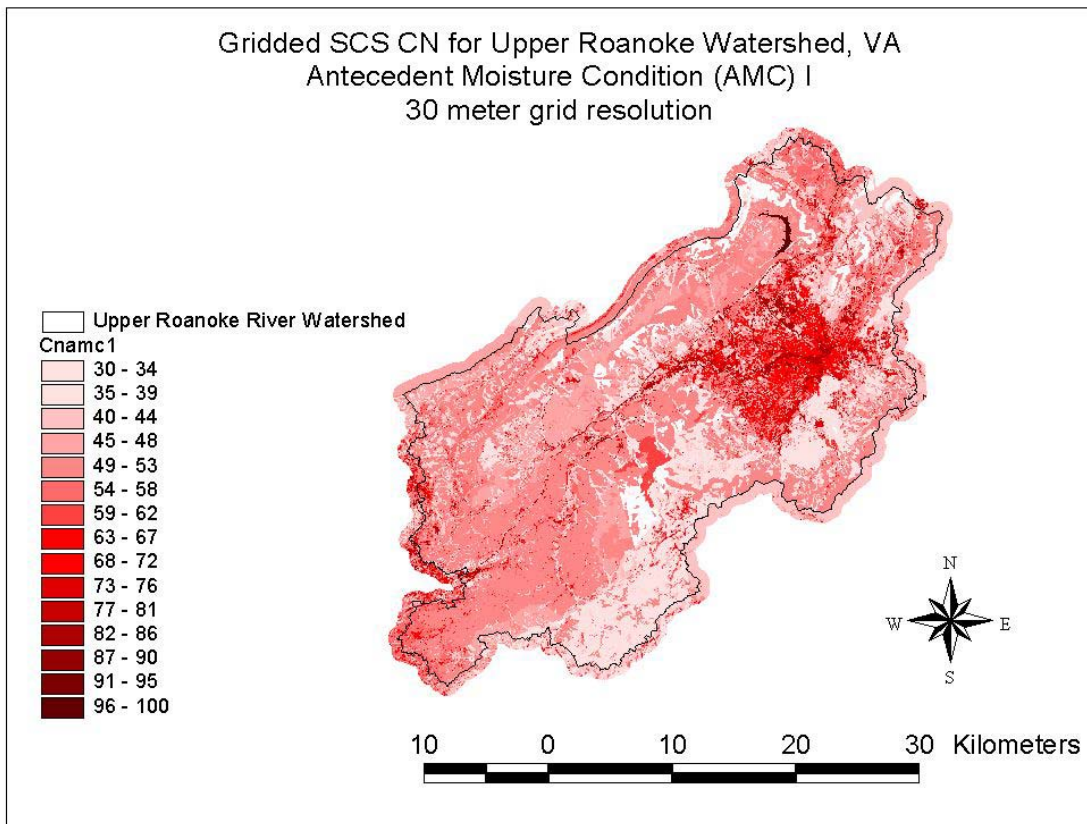 Gridded SCS CN for Upper Roanoke Watershed, VA
Antecedent Moisture Condition (AMC) I
30 meter grid resolution
Upper Roanoke River Watershed
Cnamc1
30 - 34
35 - 39
40 - 44
45 - 48
49 - 53
54 - 58
59 - 62
63 - 67
68 - 72
73 - 76
77 - 81
82 - 86
87 - 90
91 - 95
96 - 100
N
W E
S
10 0 10 20 30 Kilometers